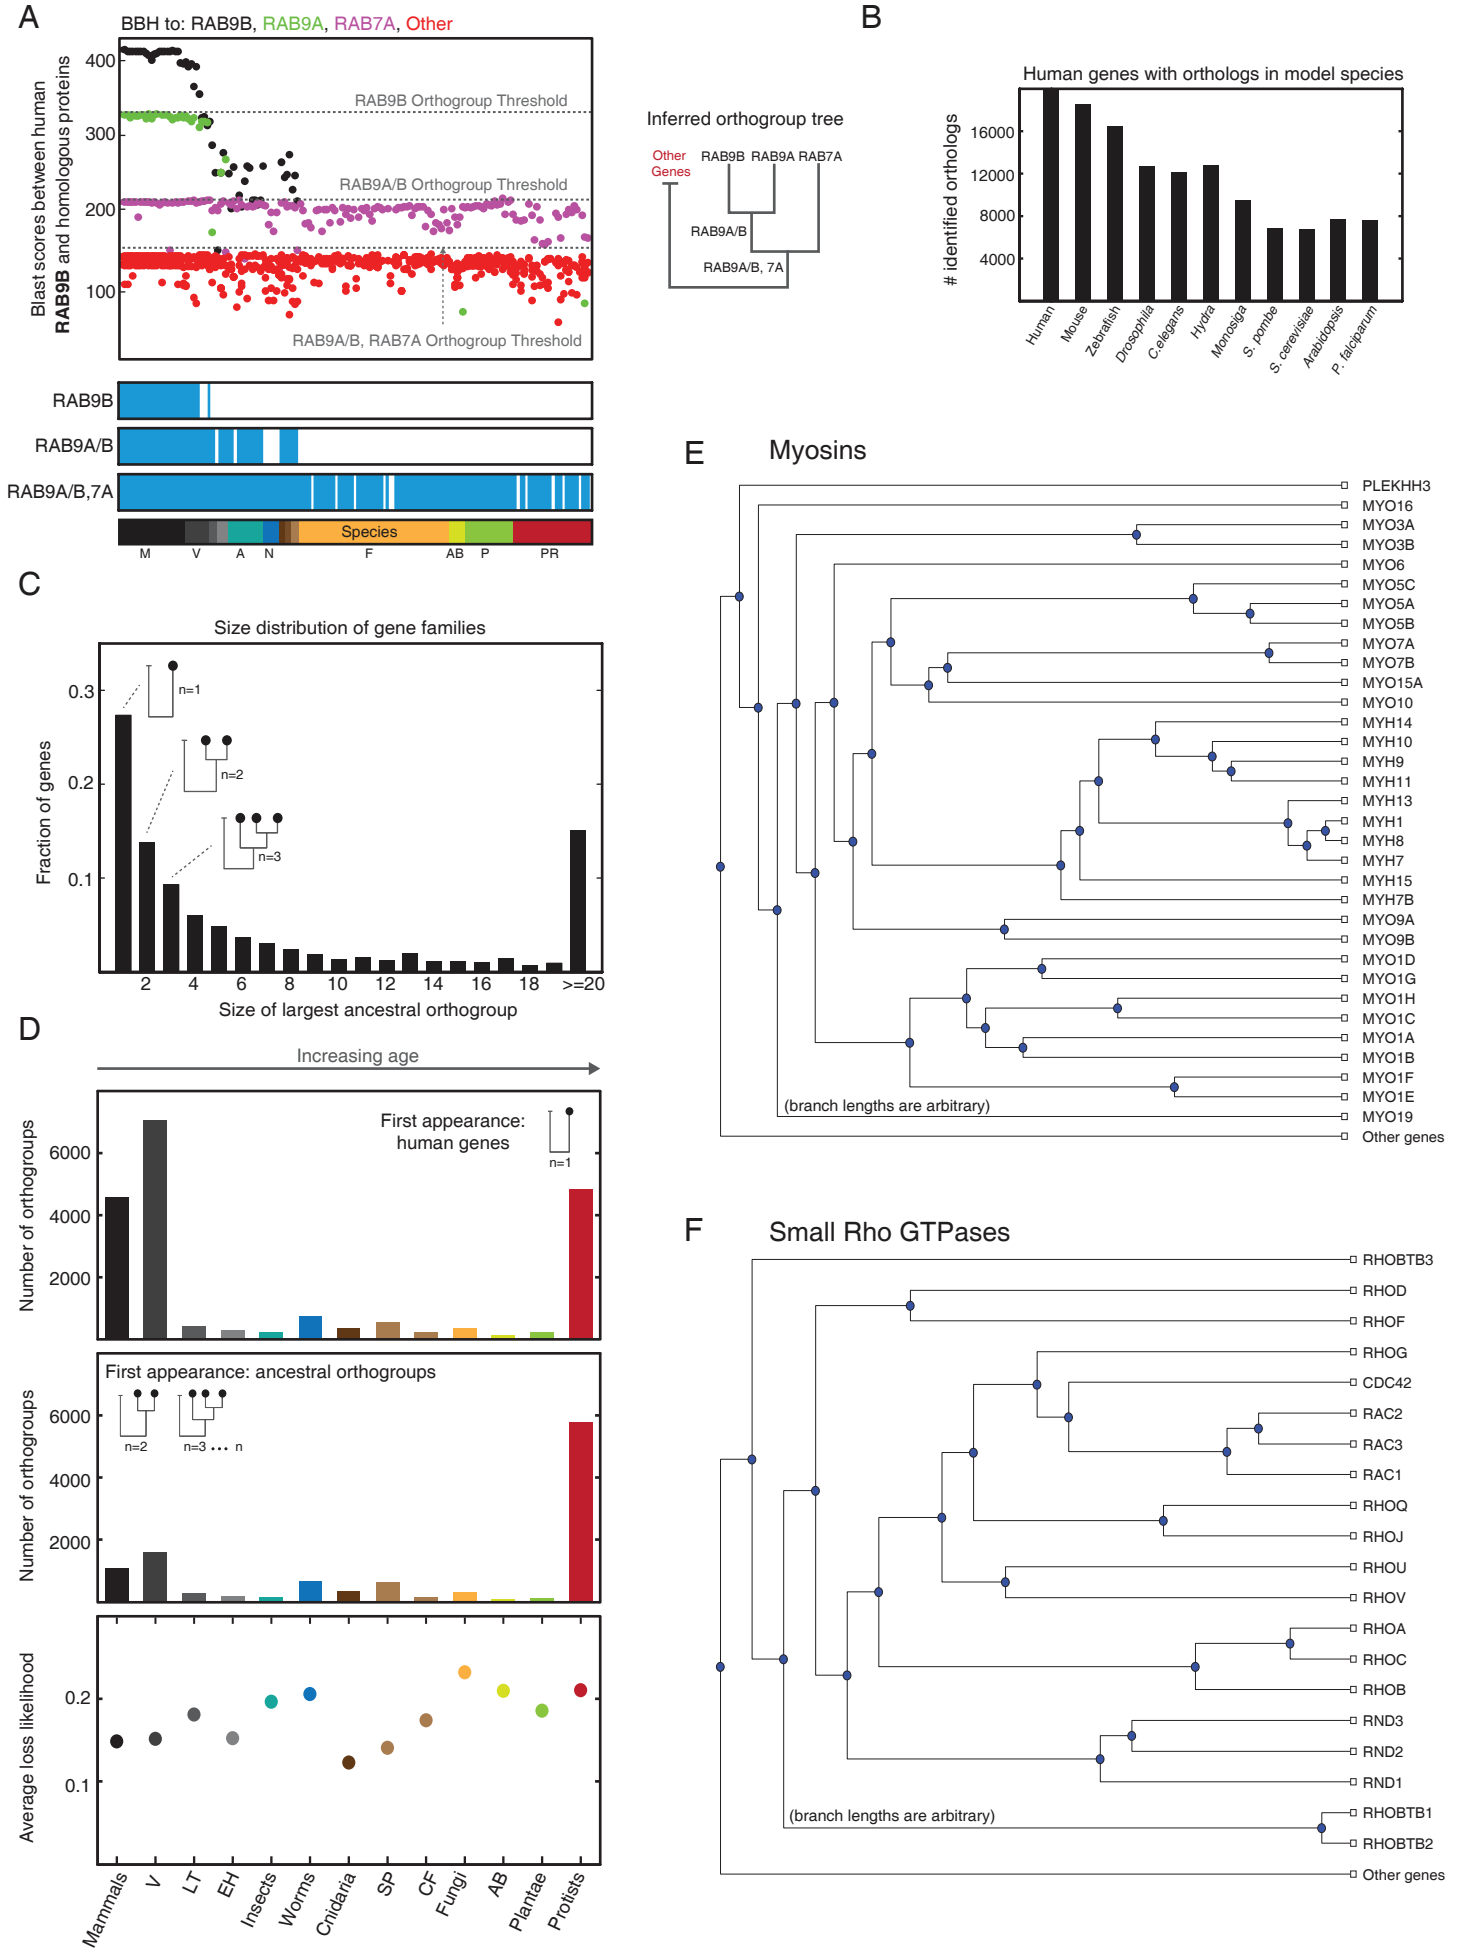 A
BBH to: RAB9B, RAB9A, RAB7A, Other
Blast scores between human
RAB9B and homologous proteins
400
300
200
100
RAB9B Orthogroup Threshold
RAB9A/B Orthogroup Threshold
RAB9A/B, RAB7A Orthogroup Threshold
RAB9B
RAB9A/B
RAB9A/B,7A
Species
M V A N F AB P PR
Inferred orthogroup tree
Other
Genes
RAB9B RAB9A RAB7A
RAB9A/B
RAB9A/B, 7A
B
Human genes with orthologs in model species
# identified orthologs
16000
12000
8000
4000
Human
Mouse
Zebrafish
Drosophila
C.elegans
Hydra
Monosiga
S. pombe
S. cerevisiae
Arabidopsis
P. falciparum
C
Size distribution of gene families
Fraction of genes
0.3
0.2
0.1
n=1
n=2
n=3
2 4 6 8 10 12 14 16 18 >=20
Size of largest ancestral orthogroup
D
Increasing age
Number of orthogroups
6000
4000
2000
First appearance:
human genes
n=1
Number of orthogroups
6000
4000
2000
First appearance: ancestral orthogroups
n=2
n=3 ••• n
Average loss likelihood
0.2
0.1
Mammals
V
LT
EH
Insects
Worms
Cnidaria
SP
CF
Fungi
AB
Plantae
Protists
E
Myosins
PLEKHH3
MYO16
MYO3A
MYO3B
MYO6
MYO5C
MYO5A
MYO5B
MYO7A
MYO7B
MYO15A
MYO10
MYH14
MYH10
MYH9
MYH11
MYH13
MYH1
MYH8
MYH7
MYH15
MYH7B
MYO9A
MYO9B
MYO1D
MYO1G
MYO1H
MYO1C
MYO1A
MYO1B
MYO1F
MYO1E
(branch lengths are arbitrary)
MYO19
Other genes
F
Small Rho GTPases
RHOBTB3
RHOD
RHOF
RHOG
CDC42
RAC2
RAC3
RAC1
RHOQ
RHOJ
RHOU
RHOV
RHOA
RHOC
RHOB
RND3
RND2
RND1
(branch lengths are arbitrary)
RHOBTB1
RHOBTB2
Other genes